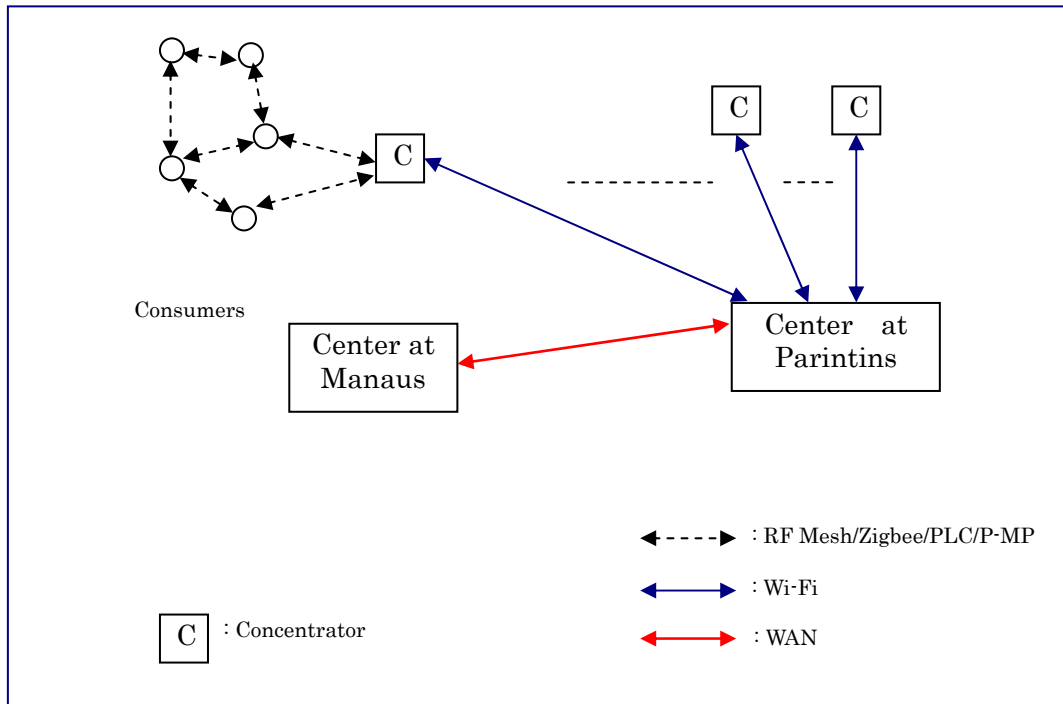 C
C
C
Consumers
Center at
Manaus
Center at
Parintins
: RF Mesh/Zigbee/PLC/P-MP
: Wi-Fi
: WAN
C
: Concentrator